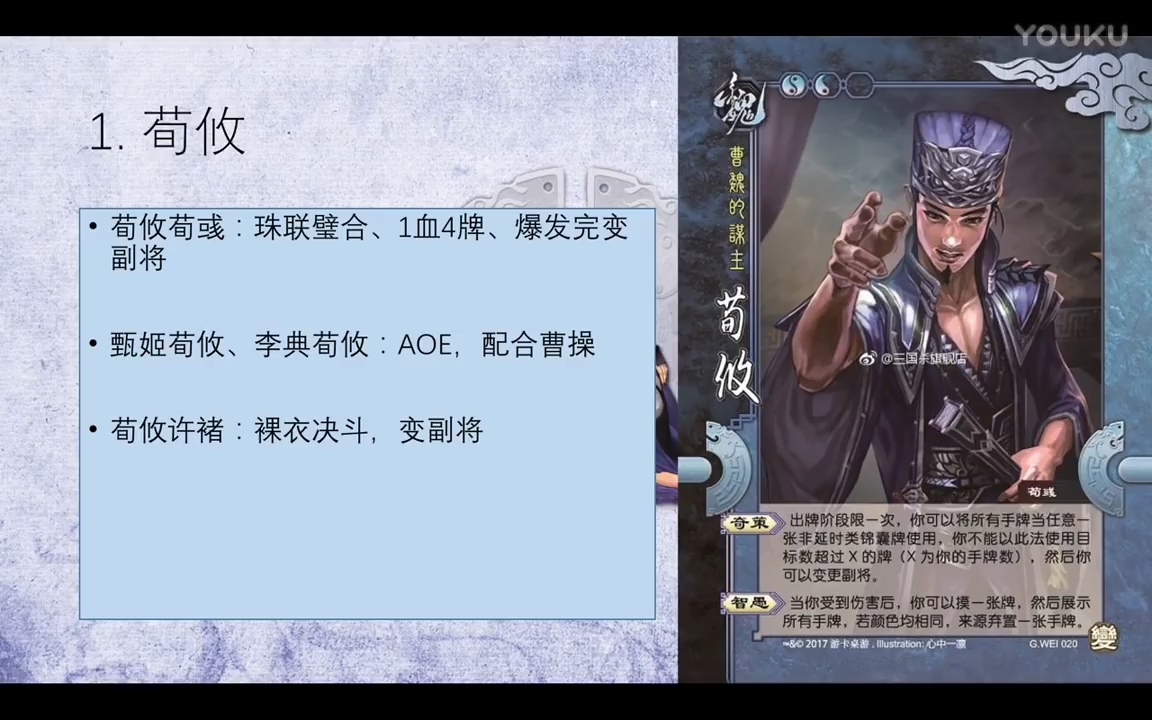 YOUKU
1. 荀攸
• 荀攸荀彧：珠联璧合、1血4牌、爆发完变
副将
• 甄姬荀攸、李典荀攸：AOE，配合曹操
• 荀攸许褚：裸衣决斗，变副将
魏
曹魏的謀主
荀攸
@三国杀旗舰店
荀彧
奇策 出牌阶段限一次，你可以将所有手牌当任意一
张非延时类锦囊牌使用，你不能以此法使用目
标数超过 X 的牌（X 为你的手牌数），然后你
可以变更副将。
智愚 当你受到伤害后，你可以摸一张牌，然后展示
所有手牌，若颜色均相同，来源弃置一张手牌。
™&© 2017 游卡桌游 . Illustration: 心中一凛
G.WEI 020
變